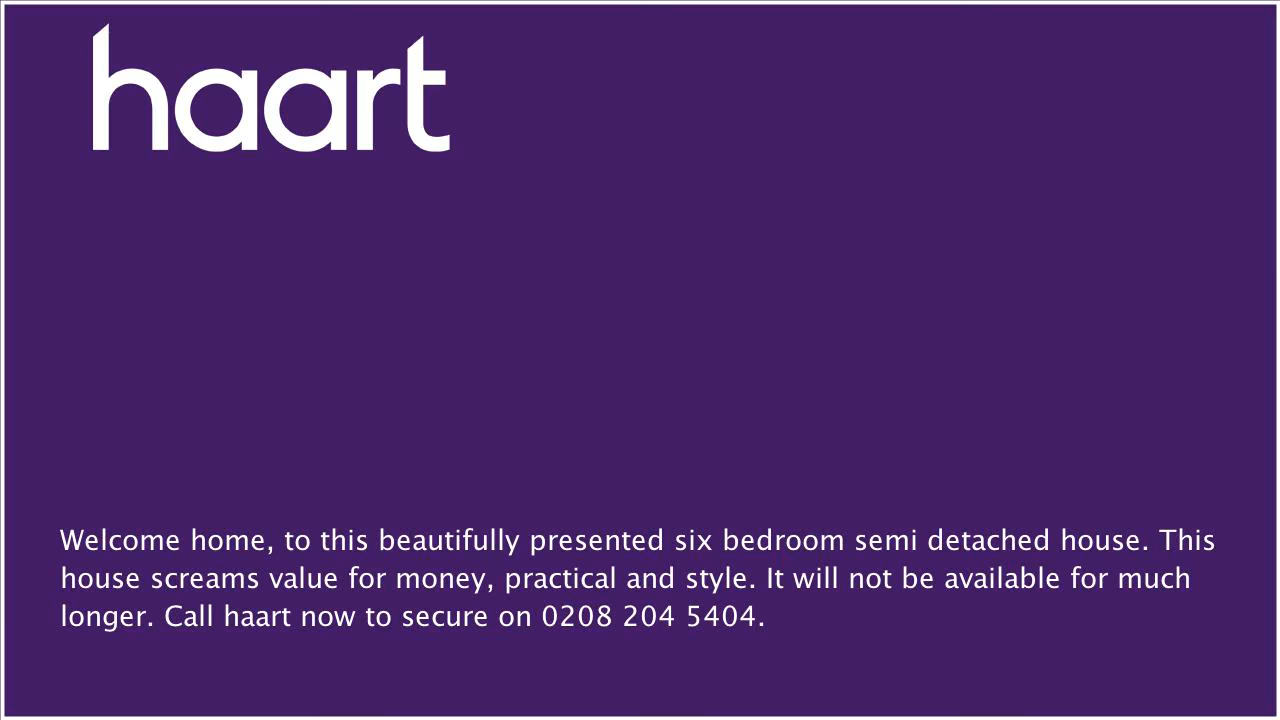 haart
Welcome home, to this beautifully presented six bedroom semi detached house. This
house screams value for money, practical and style. It will not be available for much
longer. Call haart now to secure on 0208 204 5404.